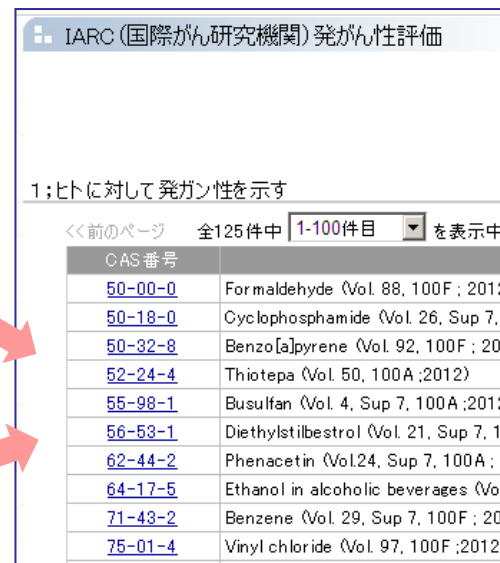 IARC（国際がん研究機関）発がん性評価
1;ヒトに対して発ガン性を示す
<<前のページ 全125件中 1-100件目 を表示中
CAS番号
50-00-0 Formaldehyde (Vol. 88, 100F ; 201
50-18-0 Cyclophosphamide (Vol. 26, Sup 7,
50-32-8 Benzo[a]pyrene (Vol. 92, 100F ; 20
52-24-4 Thiotepa (Vol. 50, 100A ;2012)
55-98-1 Busulfan (Vol. 4, Sup 7, 100A ;201
56-53-1 Diethylstilbestrol (Vol. 21, Sup 7, 1
62-44-2 Phenacetin (Vol.24, Sup 7, 100A ;
64-17-5 Ethanol in alcoholic beverages (Vo
71-43-2 Benzene (Vol. 29, Sup 7, 100F ; 20
75-01-4 Vinyl chloride (Vol. 97, 100F ;2012